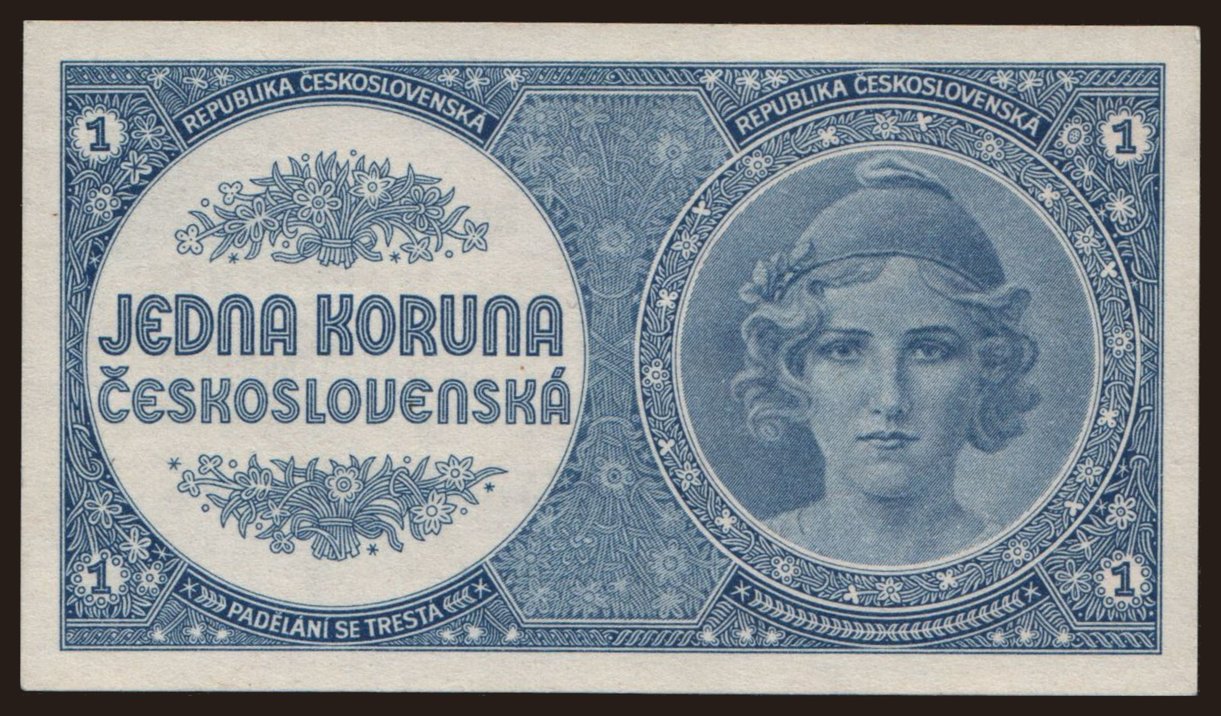 REPUBLIKA ČESKOSLOVENSKÁ
REPUBLIKA ČESKOSLOVENSKÁ
1
1
JEDNA KORUNA
ČESKOSLOVENSKÁ
1
1
PADĚLÁNÍ SE TRESTÁ